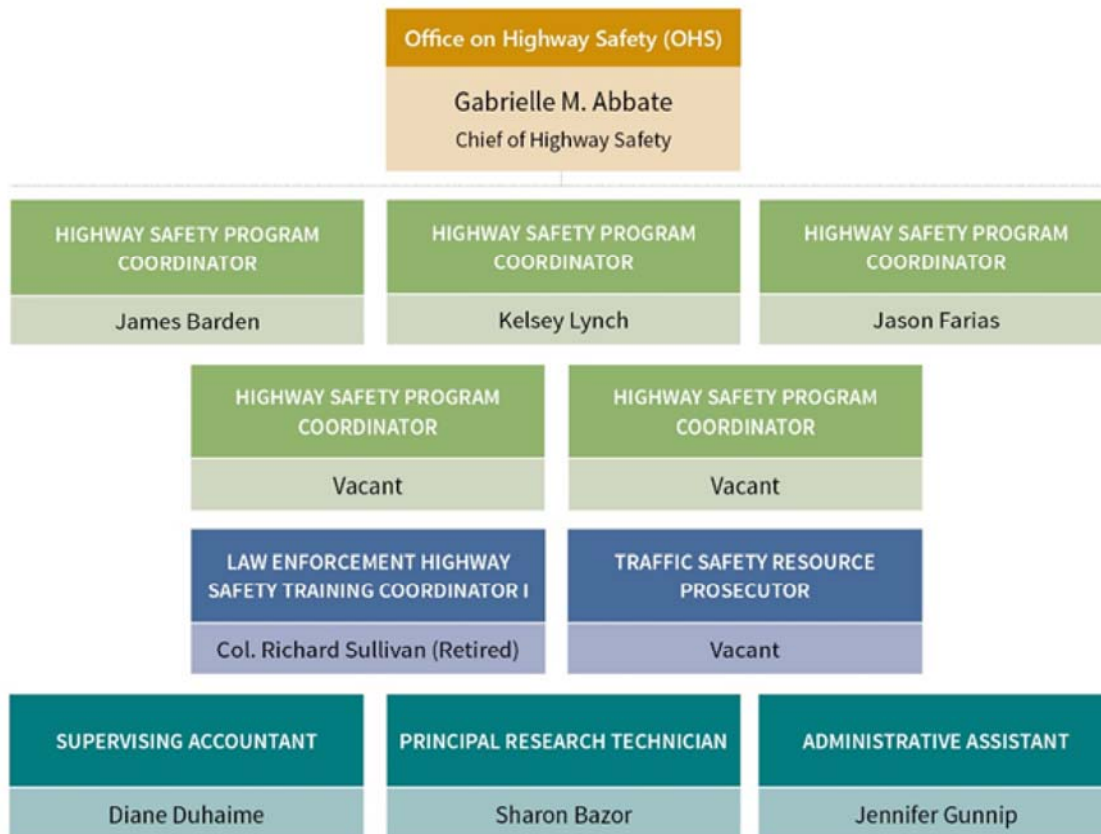 Office on Highway Safety (OHS)
Gabrielle M. Abbate
Chief of Highway Safety
HIGHWAY SAFETY PROGRAM
COORDINATOR
James Barden
HIGHWAY SAFETY PROGRAM
COORDINATOR
Kelsey Lynch
HIGHWAY SAFETY PROGRAM
COORDINATOR
Jason Farias
HIGHWAY SAFETY PROGRAM
COORDINATOR
Vacant
HIGHWAY SAFETY PROGRAM
COORDINATOR
Vacant
LAW ENFORCEMENT HIGHWAY
SAFETY TRAINING COORDINATOR I
Col. Richard Sullivan (Retired)
TRAFFIC SAFETY RESOURCE
PROSECUTOR
Vacant
SUPERVISING ACCOUNTANT
Diane Duhaime
PRINCIPAL RESEARCH TECHNICIAN
Sharon Bazor
ADMINISTRATIVE ASSISTANT
Jennifer Gunnip